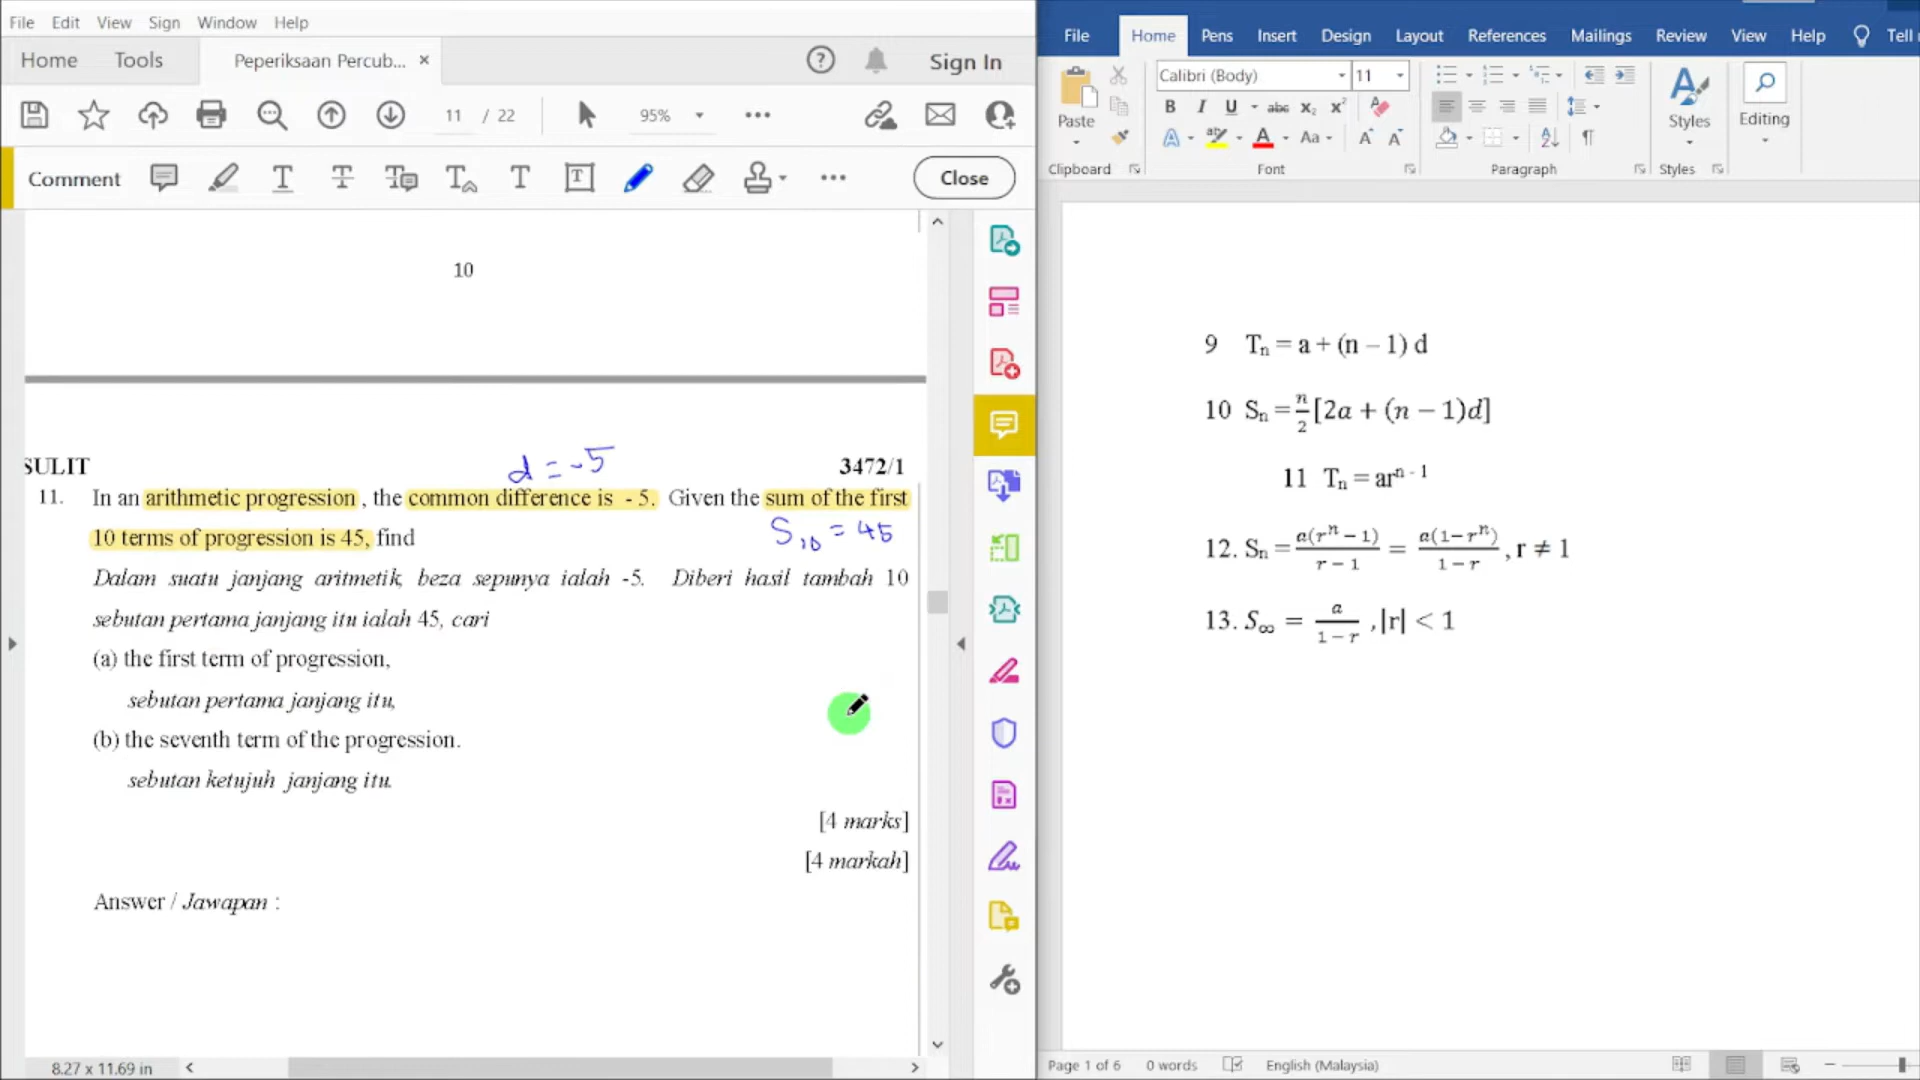 File Edit View Sign Window Help
Home Tools Peperiksaan Percub... × Sign In
11 / 22 95%
Comment Close
10
SULIT d = -5 3472/1
11. In an arithmetic progression, the common difference is - 5. Given the sum of the first
10 terms of progression is 45, find S₁₀ = 45
Dalam suatu janjang aritmetik, beza sepunya ialah -5. Diberi hasil tambah 10
sebutan pertama janjang itu ialah 45, cari
(a) the first term of progression,
sebutan pertama janjang itu,
(b) the seventh term of the progression.
sebutan ketujuh janjang itu.
[4 marks]
[4 markah]
Answer / Jawapan :
8.27 x 11.69 in
File Home Pens Insert Design Layout References Mailings Review View Help Tell
Calibri (Body) 11
Paste B I U abc x₂ x² Styles Editing
A A Aa A A
Clipboard Font Paragraph Styles
9 Tₙ = a + (n – 1) d
10 Sₙ = n/2 [2a + (n − 1)d]
11 Tₙ = arⁿ⁻¹
12. Sₙ = a(rⁿ − 1)/(r − 1) = a(1−rⁿ)/(1 − r) , r ≠ 1
13. S∞ = a/(1 − r) , |r| < 1
Page 1 of 6 0 words English (Malaysia)